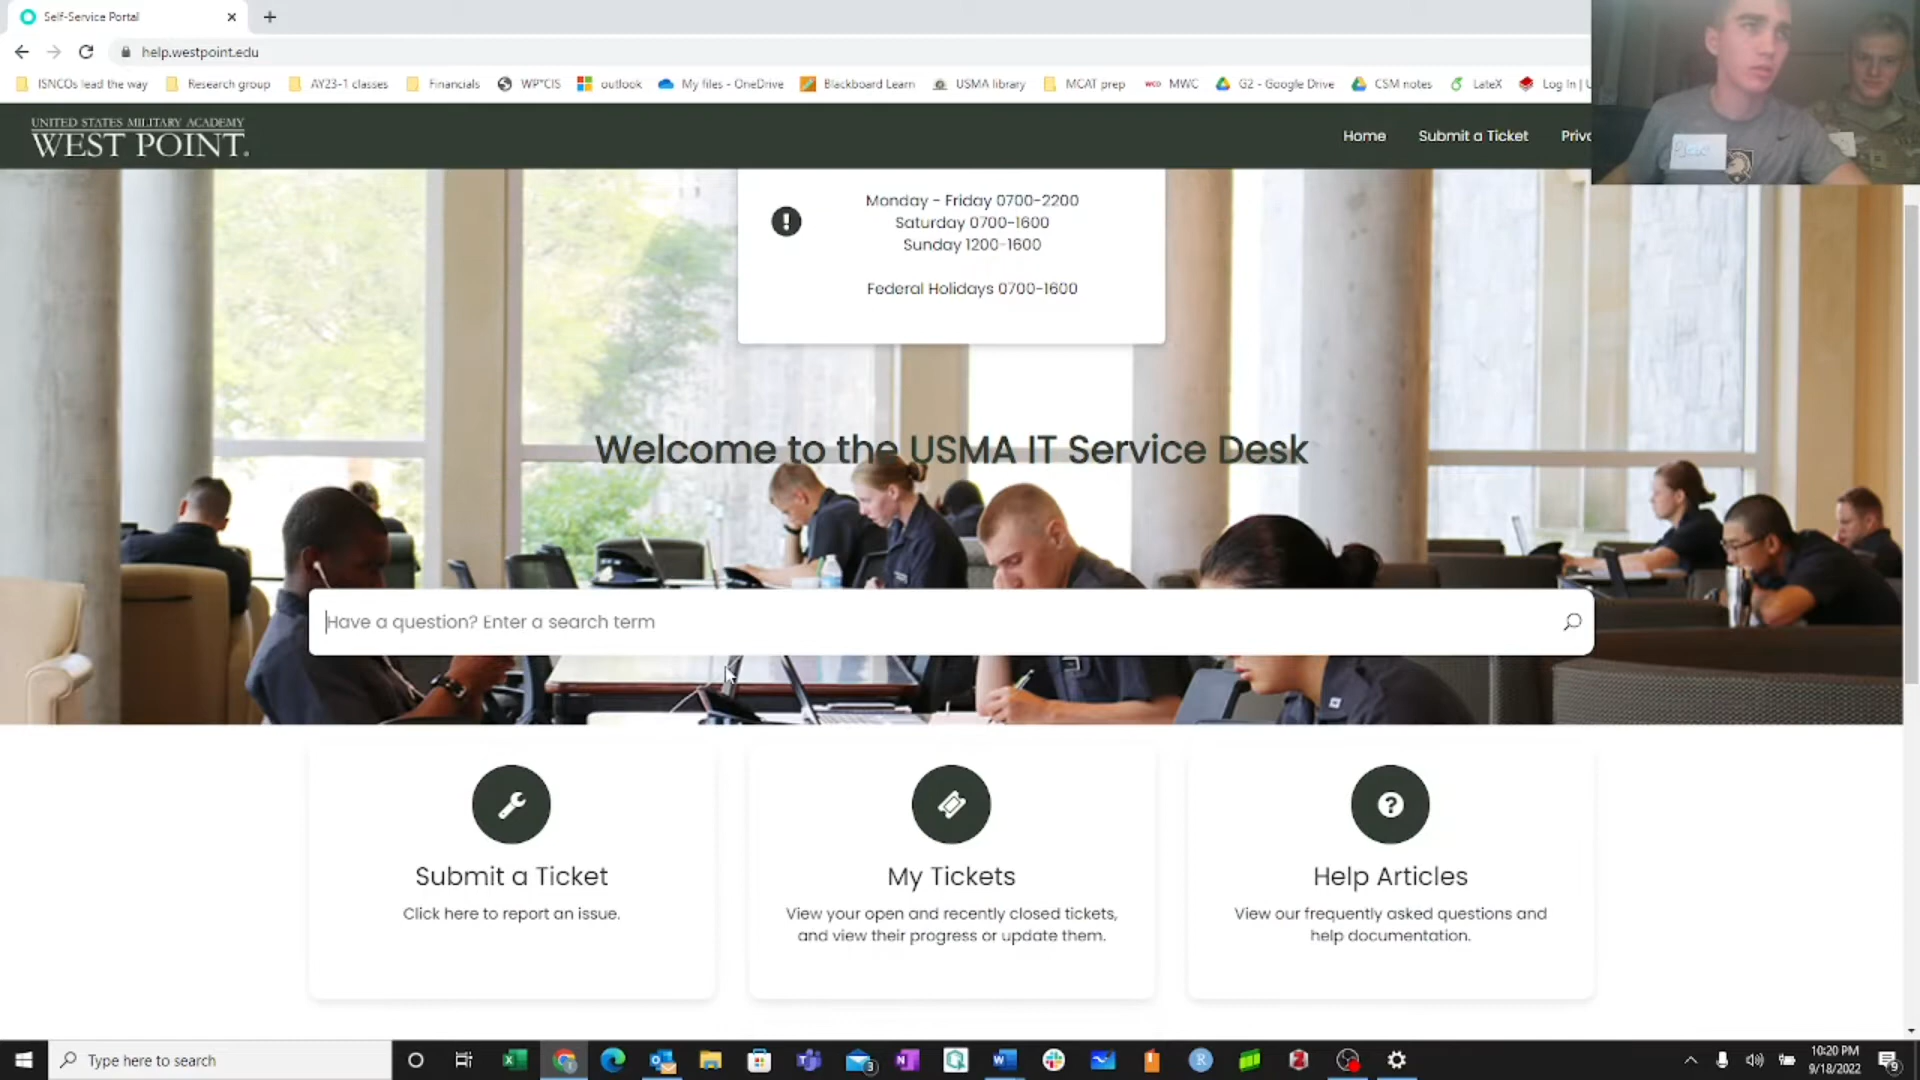 Self-Service Portal
help.westpoint.edu
ISNCOs lead the way
Research group
AY23-1 classes
Financials
WP*CIS
outlook
My files - OneDrive
Blackboard Learn
USMA library
MCAT prep
MWC
G2 - Google Drive
CSM notes
LateX
Log In |
UNITED STATES MILITARY ACADEMY
WEST POINT.
Home
Submit a Ticket
Monday - Friday 0700-2200
Saturday 0700-1600
Sunday 1200-1600
Federal Holidays 0700-1600
Welcome to the USMA IT Service Desk
Have a question? Enter a search term
Submit a Ticket
Click here to report an issue.
My Tickets
View your open and recently closed tickets,
and view their progress or update them.
Help Articles
View our frequently asked questions and
help documentation.
Type here to search
10:20 PM
9/18/2022